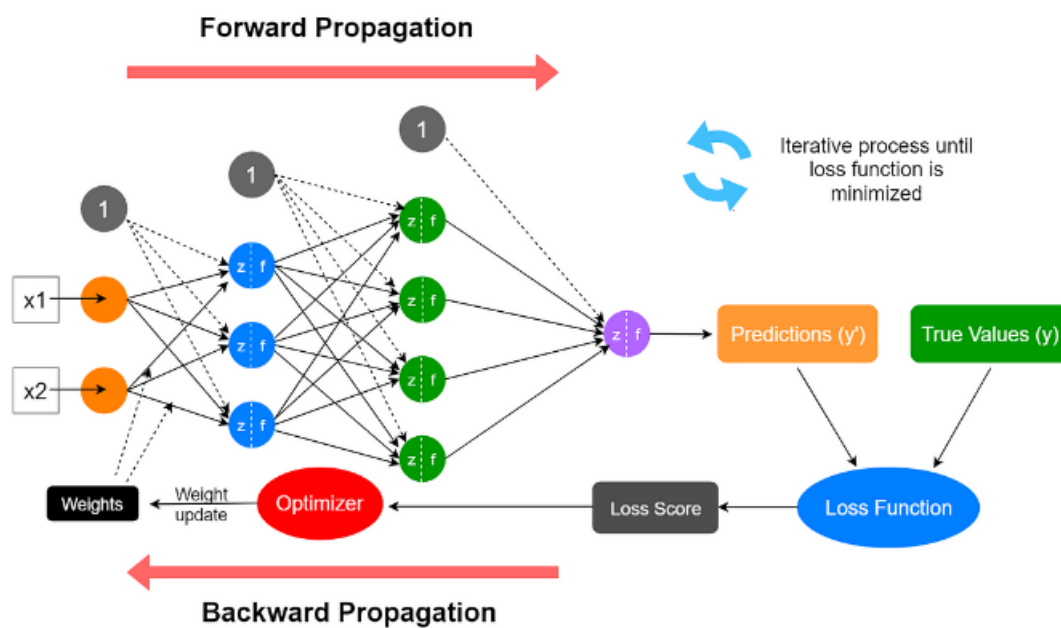 Forward Propagation
1
1
1
Iterative process until
loss function is
minimized
z f
z f
x1
z f
z f
z f
Predictions (y')
True Values (y)
x2
z f
z f
z f
Weights
Weight
update
Optimizer
Loss Score
Loss Function
Backward Propagation